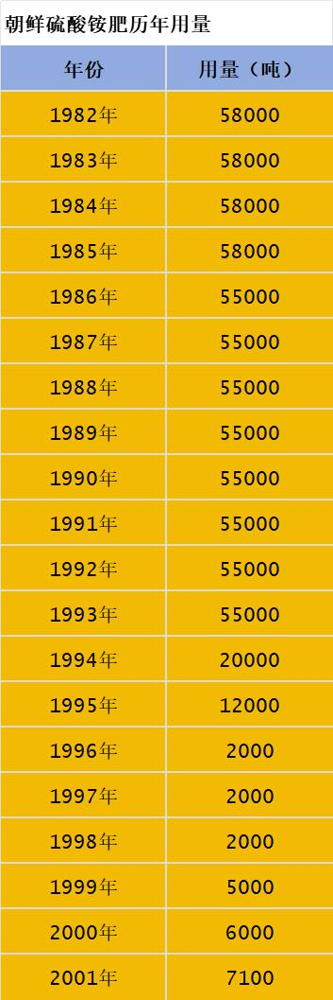 朝鲜硫酸铵肥历年用量
年份 用量（吨）
1982年 58000
1983年 58000
1984年 58000
1985年 58000
1986年 55000
1987年 55000
1988年 55000
1989年 55000
1990年 55000
1991年 55000
1992年 55000
1993年 55000
1994年 20000
1995年 12000
1996年 2000
1997年 2000
1998年 2000
1999年 5000
2000年 6000
2001年 7100